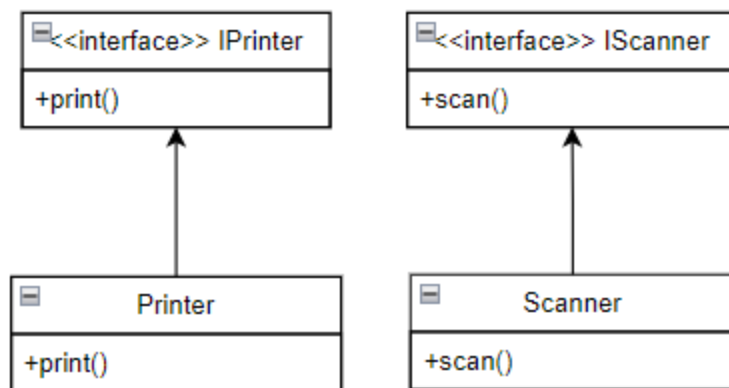 <<interface>> IPrinter
+print()
<<interface>> IScanner
+scan()
Printer
+print()
Scanner
+scan()